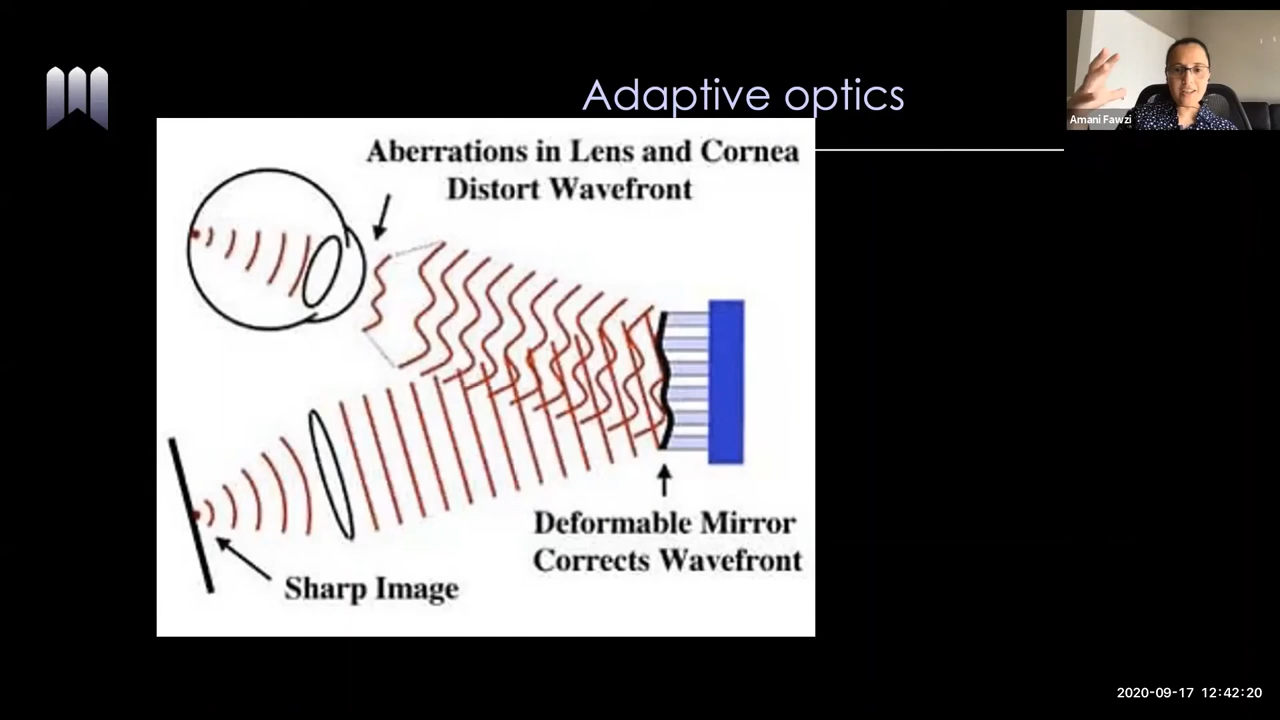 Adaptive optics
Amani Fawzi
Aberrations in Lens and Cornea
Distort Wavefront
Deformable Mirror
Corrects Wavefront
Sharp Image
2020-09-17 12:42:20